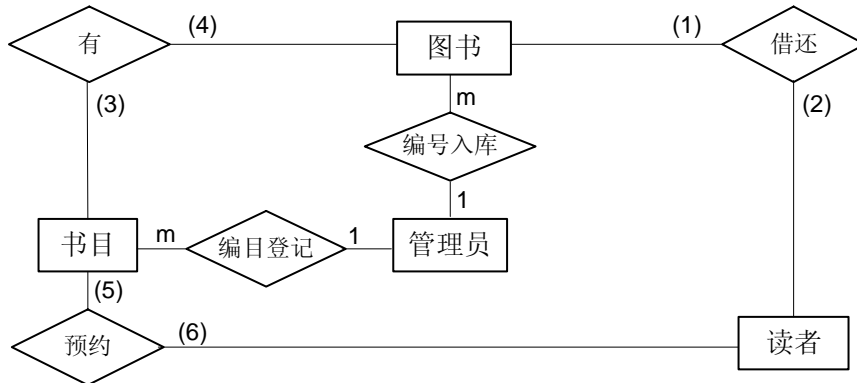 有
(4)
图书
(1)
借还
(3)
m
(2)
编号入库
1
书目
m
编目登记
1
管理员
(5)
预约
(6)
读者